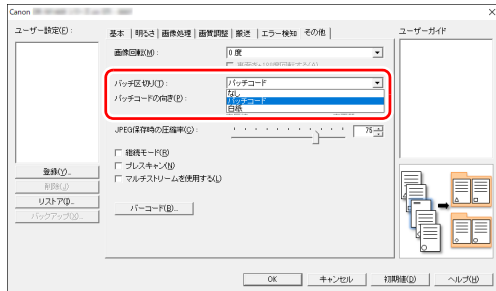 Canon
ユーザー設定(E):
基本 明るさ 画像処理 画質調整 搬送 エラー検知 その他
ユーザーガイド
画像回転(M): 0 度
バッチ区切り(T): パッチコード
なし
パッチコード
白紙
パッチコードの向き(P):
JPEG保存時の圧縮率(C): 75
継続モード(R)
プレスキャン(N)
マルチストリームを使用する(L)
バーコード(B)...
登録(Y)...
削除(J)
リストア(I)...
バックアップ(X)...
OK キャンセル 初期値(D) ヘルプ(H)